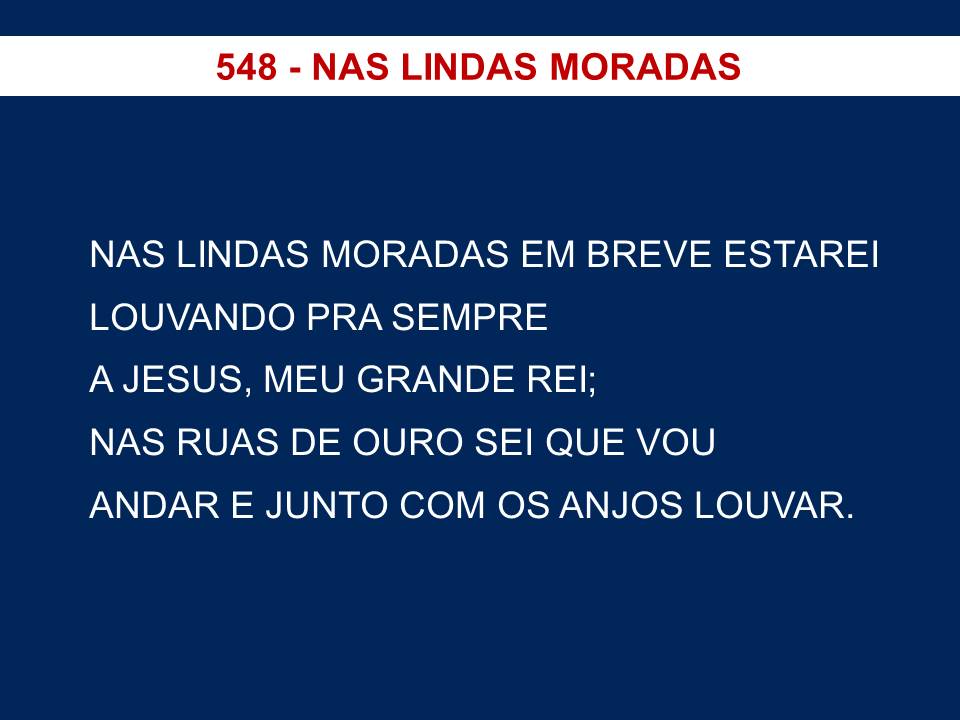 548 - NAS LINDAS MORADAS
NAS LINDAS MORADAS EM BREVE ESTAREI
LOUVANDO PRA SEMPRE
A JESUS, MEU GRANDE REI;
NAS RUAS DE OURO SEI QUE VOU
ANDAR E JUNTO COM OS ANJOS LOUVAR.